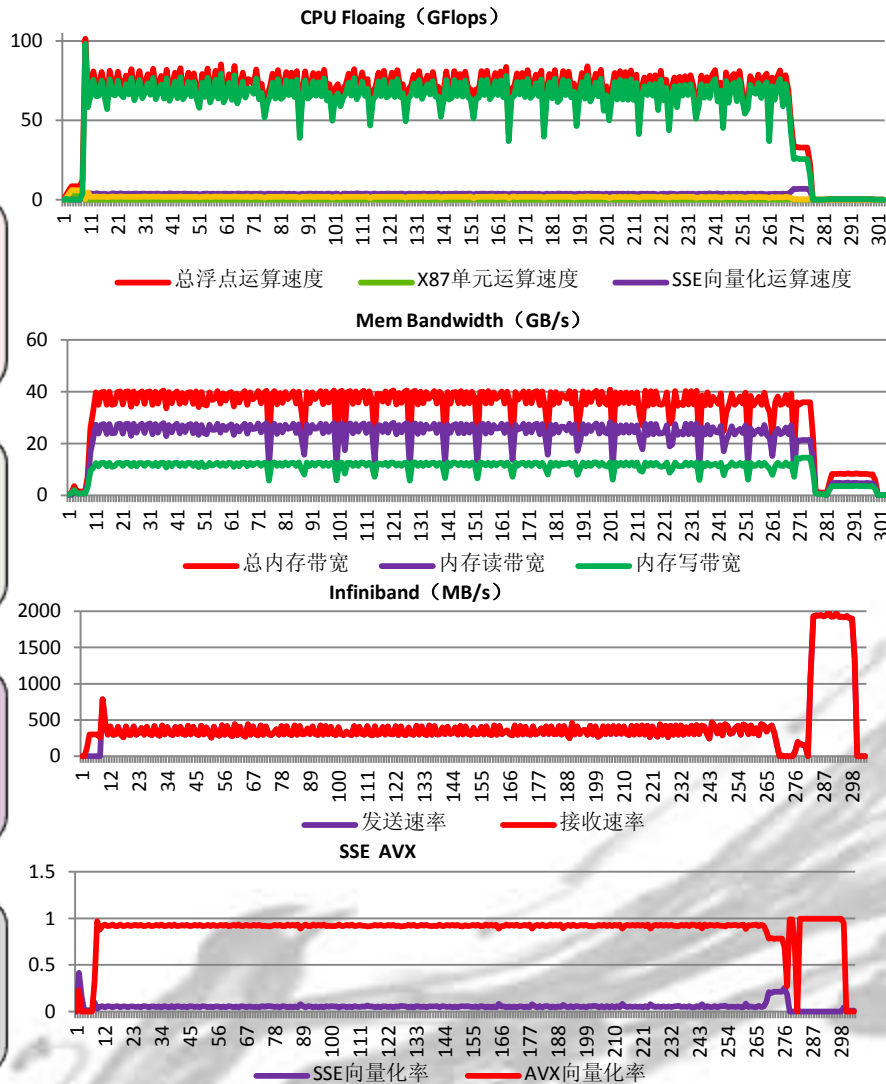 CPU Floaing（GFlops）
100
50
0
1 11 21 31 41 51 61 71 81 91 101 111 121 131 141 151 161 171 181 191 201 211 221 231 241 251 261 271 281 291 301
总浮点运算速度 X87单元运算速度 SSE向量化运算速度
Mem Bandwidth（GB/s）
60
40
20
0
1 11 21 31 41 51 61 71 81 91 101 111 121 131 141 151 161 171 181 191 201 211 221 231 241 251 261 271 281 291 301
总内存带宽 内存读带宽 内存写带宽
Infiniband（MB/s）
2000
1500
1000
500
0
1 12 23 34 45 56 67 78 89 100 111 122 133 144 155 166 177 188 199 210 221 232 243 254 265 276 287 298
发送速率 接收速率
SSE AVX
1.5
1
0.5
0
1 12 23 34 45 56 67 78 89 100 111 122 133 144 155 166 177 188 199 210 221 232 243 254 265 276 287 298
SSE向量化率 AVX向量化率